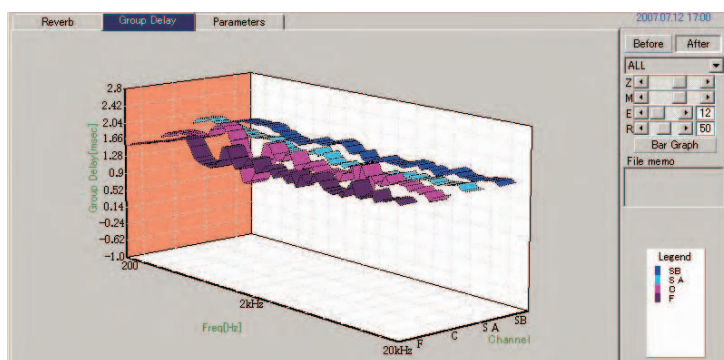 Reverb
Group Delay
Parameters
2007.07.12 17:00
Before
After
ALL
Z
M
E 12
R 50
Bar Graph
File memo
Group Delay[msec]
2.8
2.42
2.04
1.66
1.28
0.9
0.52
0.14
-0.24
-0.62
-1.0
200
2kHz
20kHz
Freq[Hz]
F
C
S A
SB
Channel
Legend
SB
S A
C
F